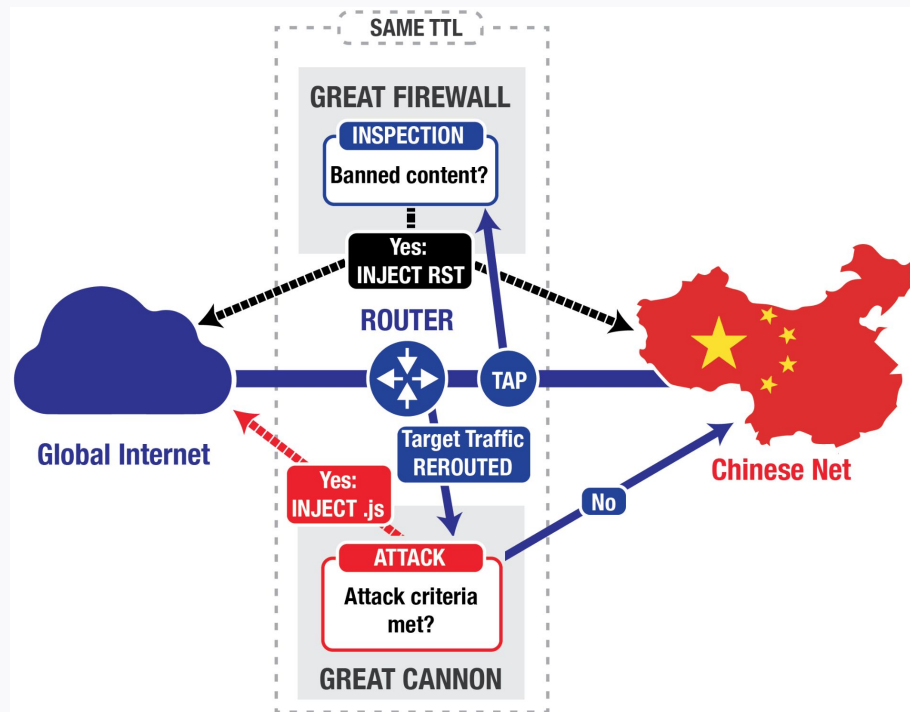 SAME TTL
GREAT FIREWALL
INSPECTION
Banned content?
Yes:
INJECT RST
ROUTER
TAP
Global Internet
Target Traffic
REROUTED
Chinese Net
Yes:
INJECT .js
No
ATTACK
Attack criteria
met?
GREAT CANNON